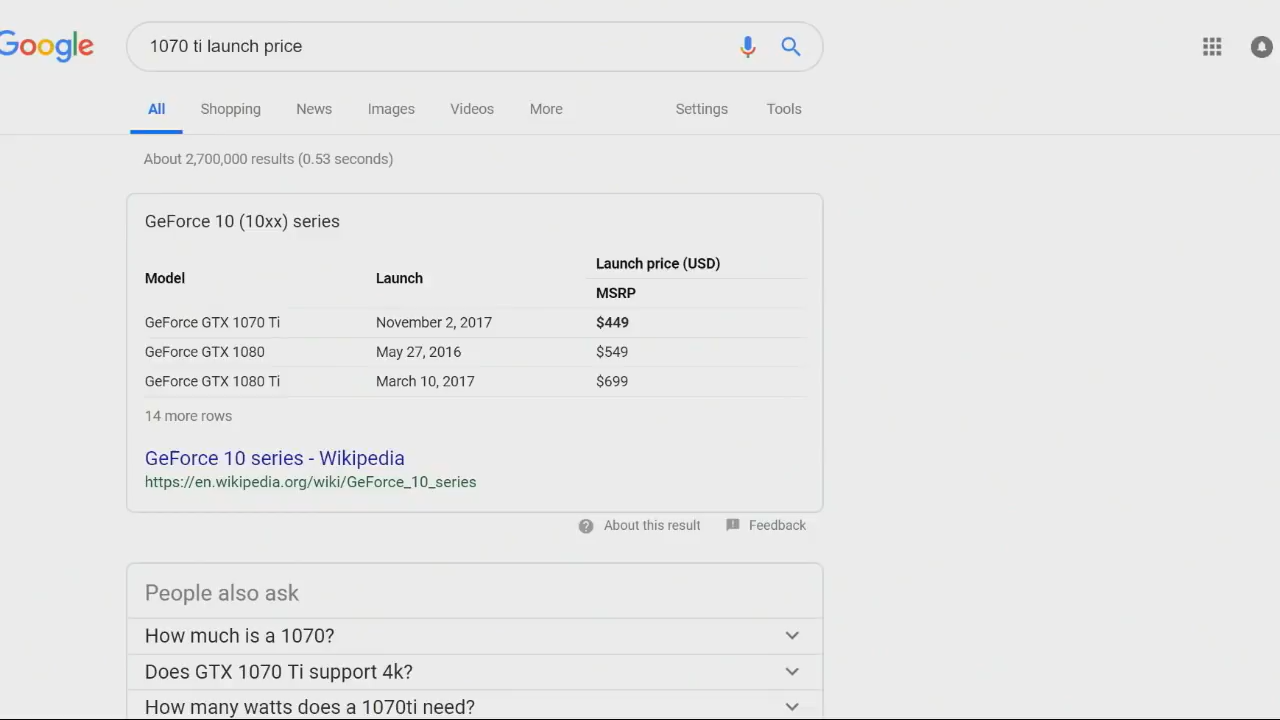 Google
1070 ti launch price
All Shopping News Images Videos More Settings Tools
About 2,700,000 results (0.53 seconds)
GeForce 10 (10xx) series
Launch price (USD)
Model Launch
MSRP
GeForce GTX 1070 Ti November 2, 2017 $449
GeForce GTX 1080 May 27, 2016 $549
GeForce GTX 1080 Ti March 10, 2017 $699
14 more rows
GeForce 10 series - Wikipedia
https://en.wikipedia.org/wiki/GeForce_10_series
About this result Feedback
People also ask
How much is a 1070?
Does GTX 1070 Ti support 4k?
How many watts does a 1070ti need?